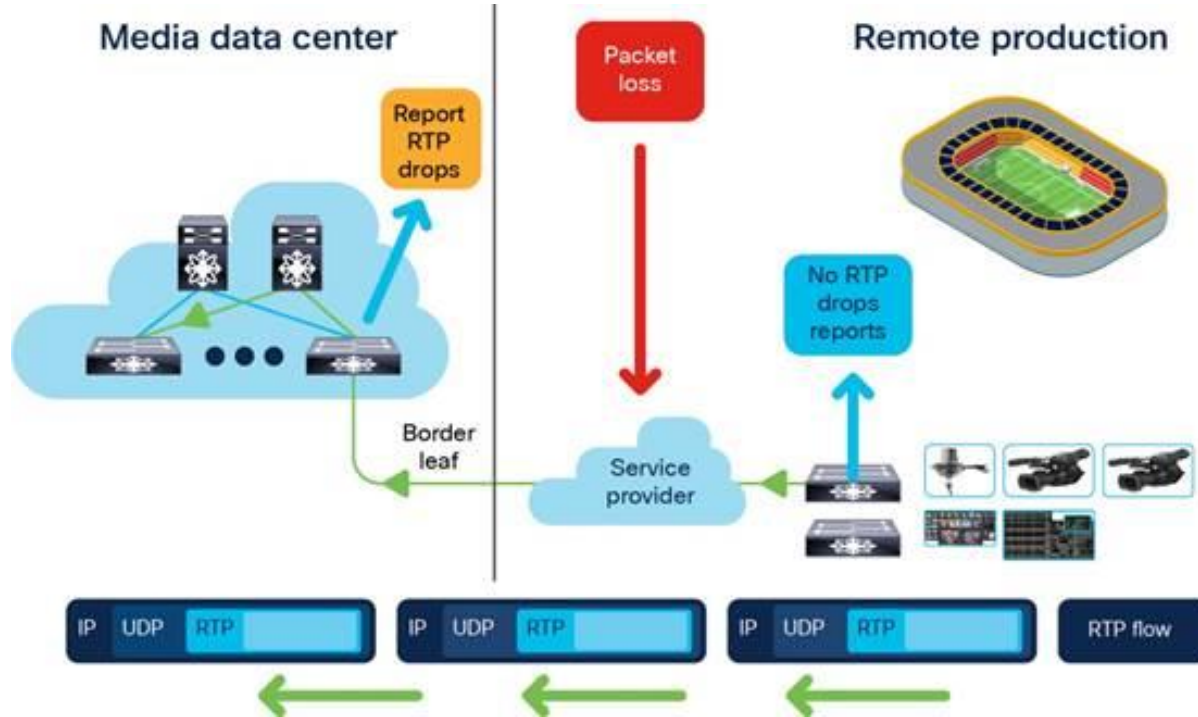 Media data center
Remote production
Packet
loss
Report
RTP
drops
No RTP
drops
reports
Border
leaf
Service
provider
IP UDP RTP
IP UDP RTP
IP UDP RTP
RTP flow